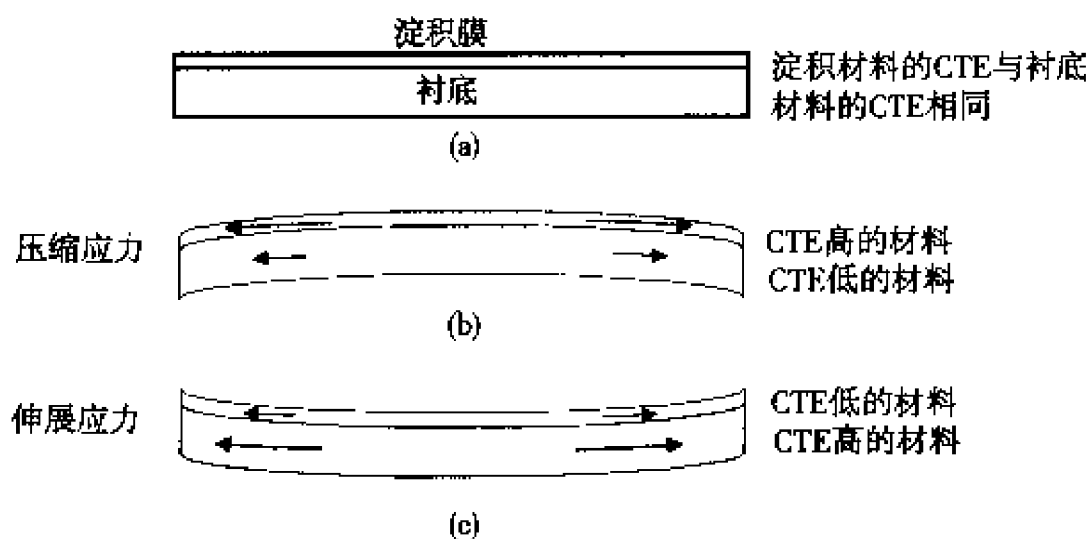 淀积膜
衬底
淀积材料的CTE与衬底
材料的CTE相同
(a)
压缩应力
CTE高的材料
CTE低的材料
(b)
伸展应力
CTE低的材料
CTE高的材料
(c)